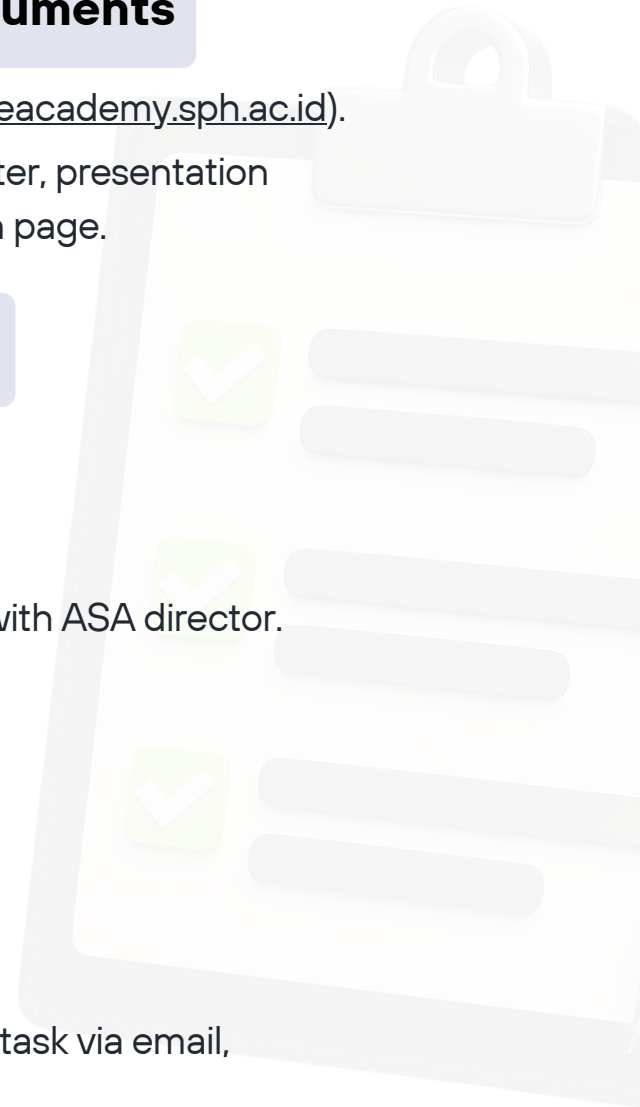 uments
eacademy.sph.ac.id).
ter, presentation
page.
with ASA director.
task via email,